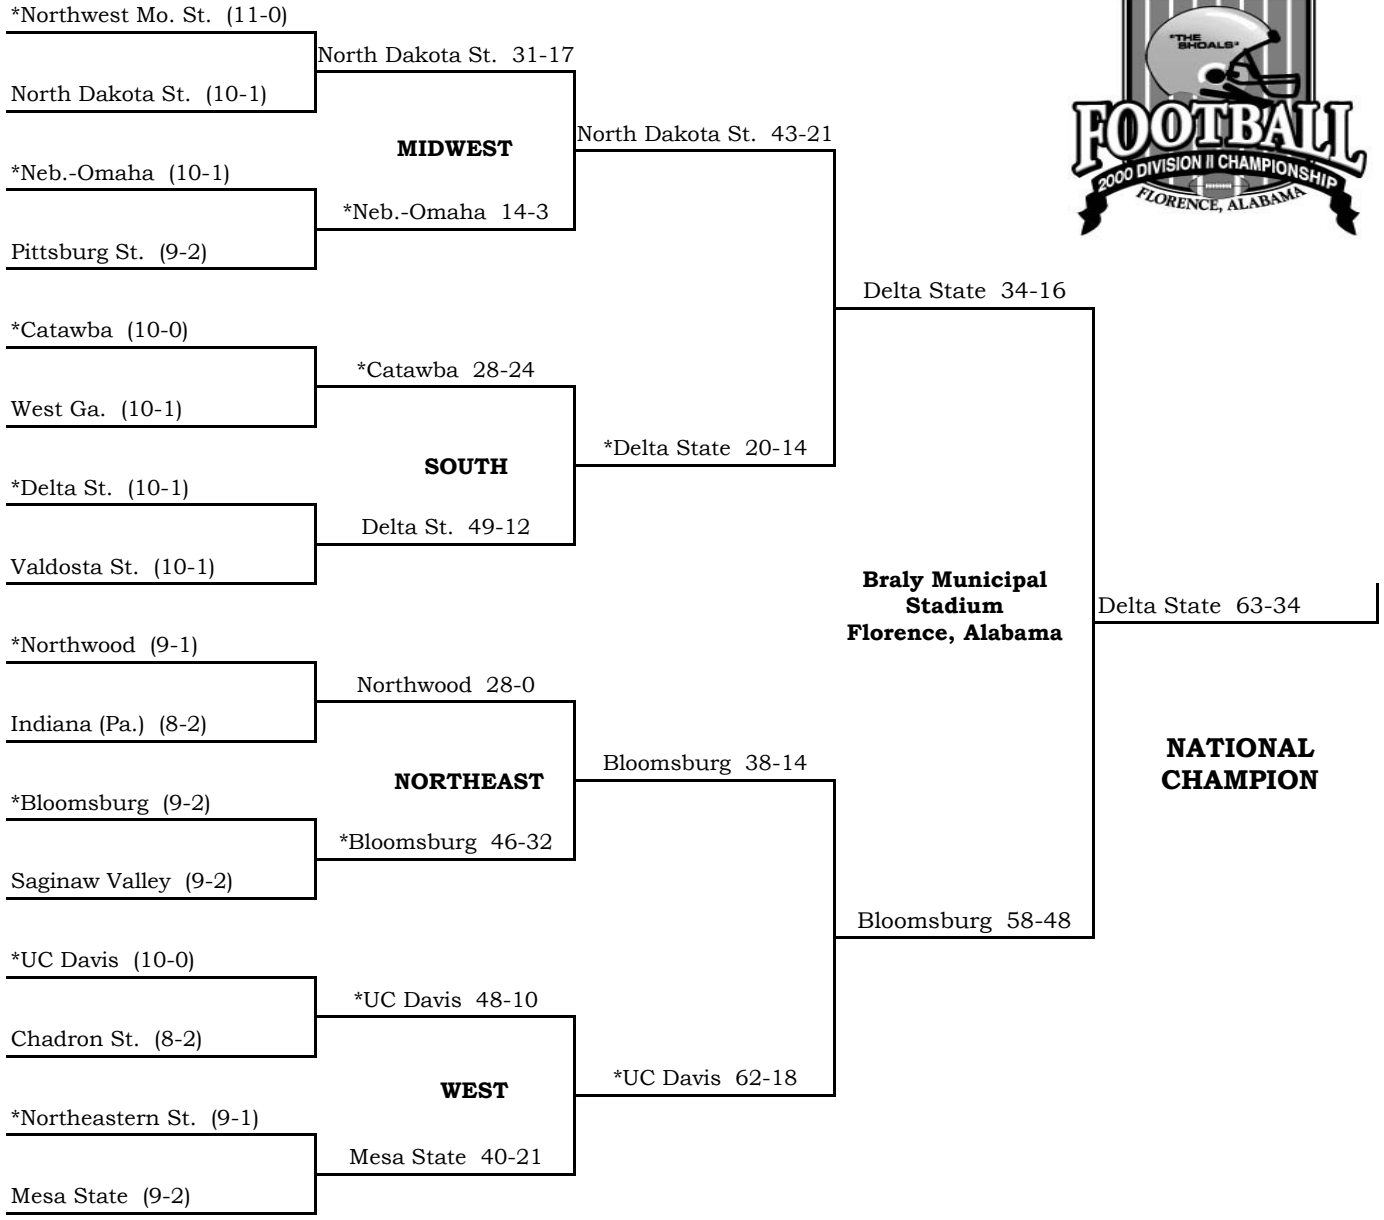 *Northwest Mo. St. (11-0)
North Dakota St. (10-1)
*Neb.-Omaha (10-1)
Pittsburg St. (9-2)
*Catawba (10-0)
West Ga. (10-1)
*Delta St. (10-1)
Valdosta St. (10-1)
*Northwood (9-1)
Indiana (Pa.) (8-2)
*Bloomsburg (9-2)
Saginaw Valley (9-2)
*UC Davis (10-0)
Chadron St. (8-2)
*Northeastern St. (9-1)
Mesa State (9-2)
North Dakota St. 31-17
MIDWEST
*Neb.-Omaha 14-3
*Catawba 28-24
SOUTH
Delta St. 49-12
Northwood 28-0
NORTHEAST
*Bloomsburg 46-32
*UC Davis 48-10
WEST
Mesa State 40-21
North Dakota St. 43-21
*Delta State 20-14
Bloomsburg 38-14
*UC Davis 62-18
Delta State 34-16
Braly Municipal
Stadium
Florence, Alabama
Bloomsburg 58-48
"THE
SHOALS"
FOOTBALL
2000 DIVISION II CHAMPIONSHIP
FLORENCE, ALABAMA
Delta State 63-34
NATIONAL
CHAMPION